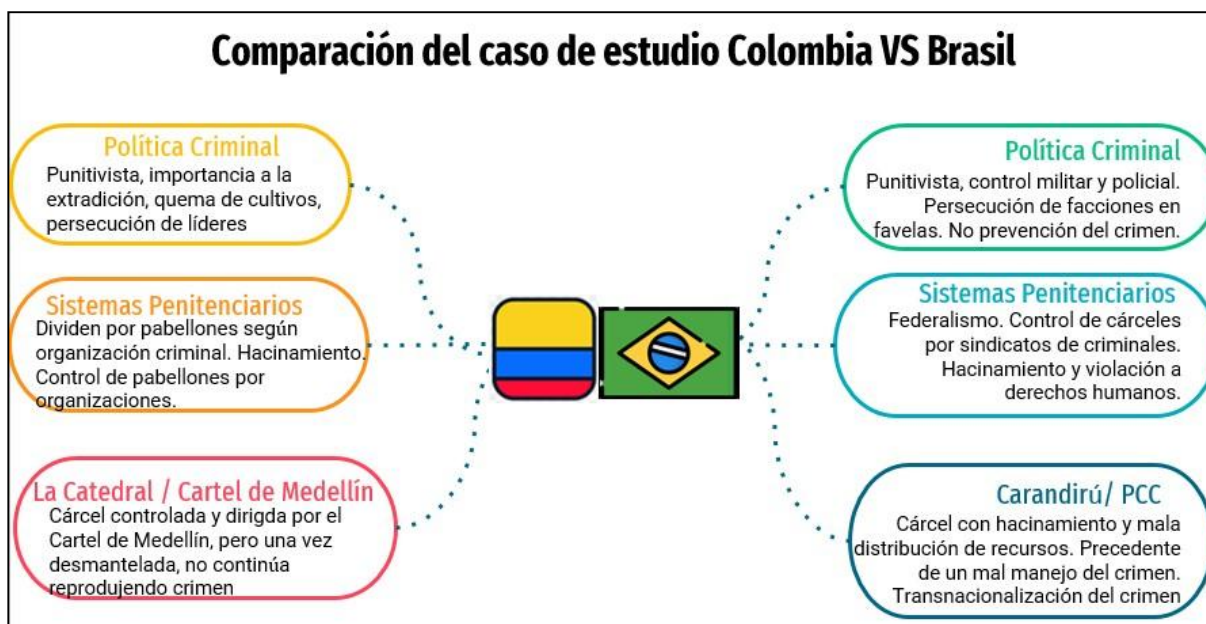 Comparación del caso de estudio Colombia VS Brasil
Política Criminal
Punitivista, importancia a la
extradición, quema de cultivos,
persecución de líderes
Sistemas Penitenciarios
Dividen por pabellones según
organización criminal. Hacinamiento.
Control de pabellones por
organizaciones.
La Catedral / Cartel de Medellín
Cárcel controlada y dirigda por el
Cartel de Medellín, pero una vez
desmantelada, no continúa
reprodujendo crimen
Política Criminal
Punitivista, control militar y policial.
Persecución de facciones en
favelas. No prevención del crimen.
Sistemas Penitenciarios
Federalismo. Control de cárceles
por sindicatos de criminales.
Hacinamiento y violación a
derechos humanos.
Carandirú/ PCC
Cárcel con hacinamiento y mala
distribución de recursos. Precedente
de un mal manejo del crimen.
Transnacionalización del crimen